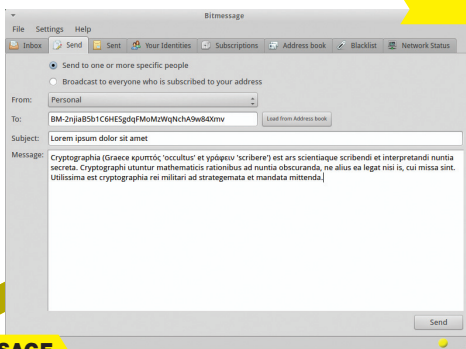 Bitmessage
File Settings Help
Inbox Send Sent Your Identities Subscriptions Address book Blacklist Network Status
Send to one or more specific people
Broadcast to everyone who is subscribed to your address
From: Personal
To: BM-2njiaB5b1C6HESgdqFMoMzWqNchA9w84Xmv Load from Address book
Subject: Lorem ipsum dolor sit amet
Message: Cryptographia (Graece κρυπτός 'occultus' et γράφειν 'scribere') est ars scientiaque scribendi et interpretandi nuntia
secreta. Cryptographi utuntur mathematicis rationibus ad nuntia obscuranda, ne alius ea legat nisi is, cui missa sint.
Utilissima est cryptographia rei militari ad strategemata et mandata mittenda.
Send